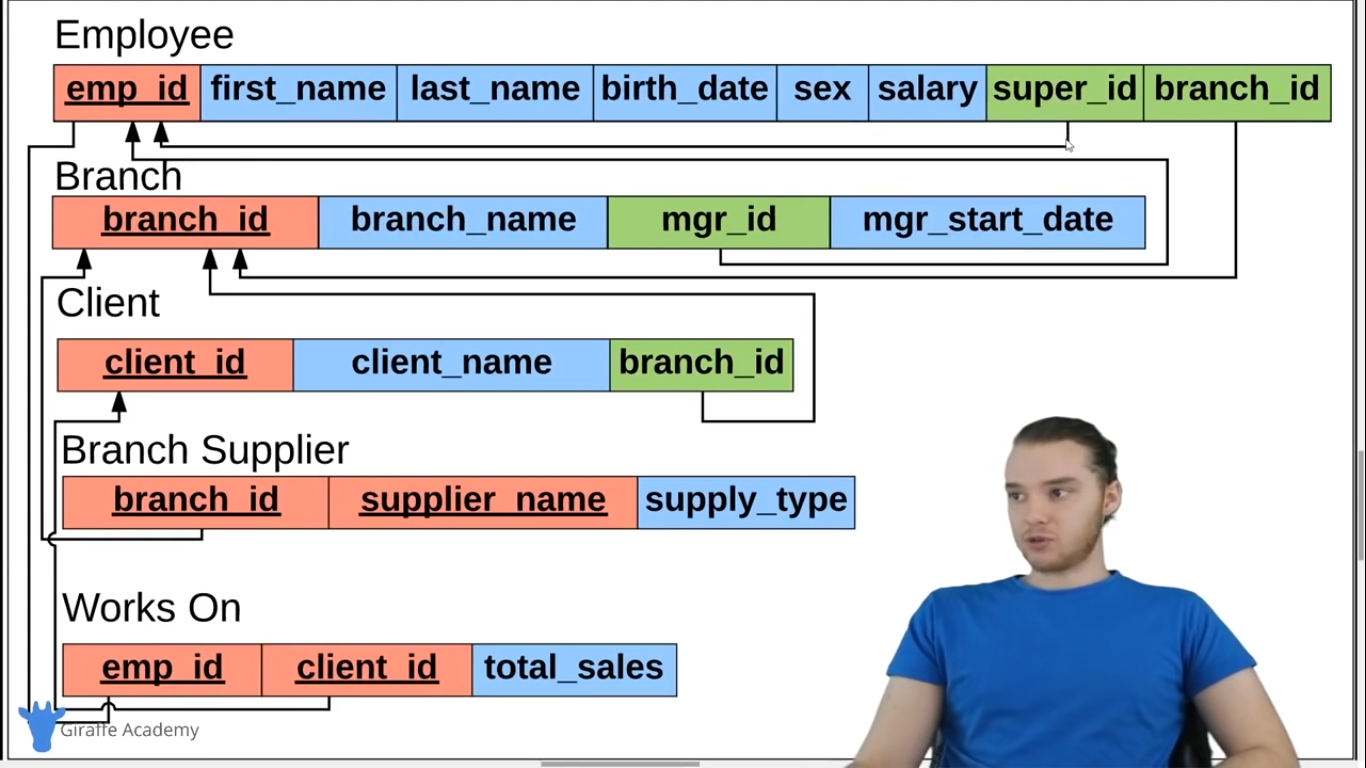 Employee
emp_id first_name last_name birth_date sex salary super_id branch_id
Branch
branch_id branch_name mgr_id mgr_start_date
Client
client_id client_name branch_id
Branch Supplier
branch_id supplier_name supply_type
Works On
emp_id client_id total_sales
Giraffe Academy